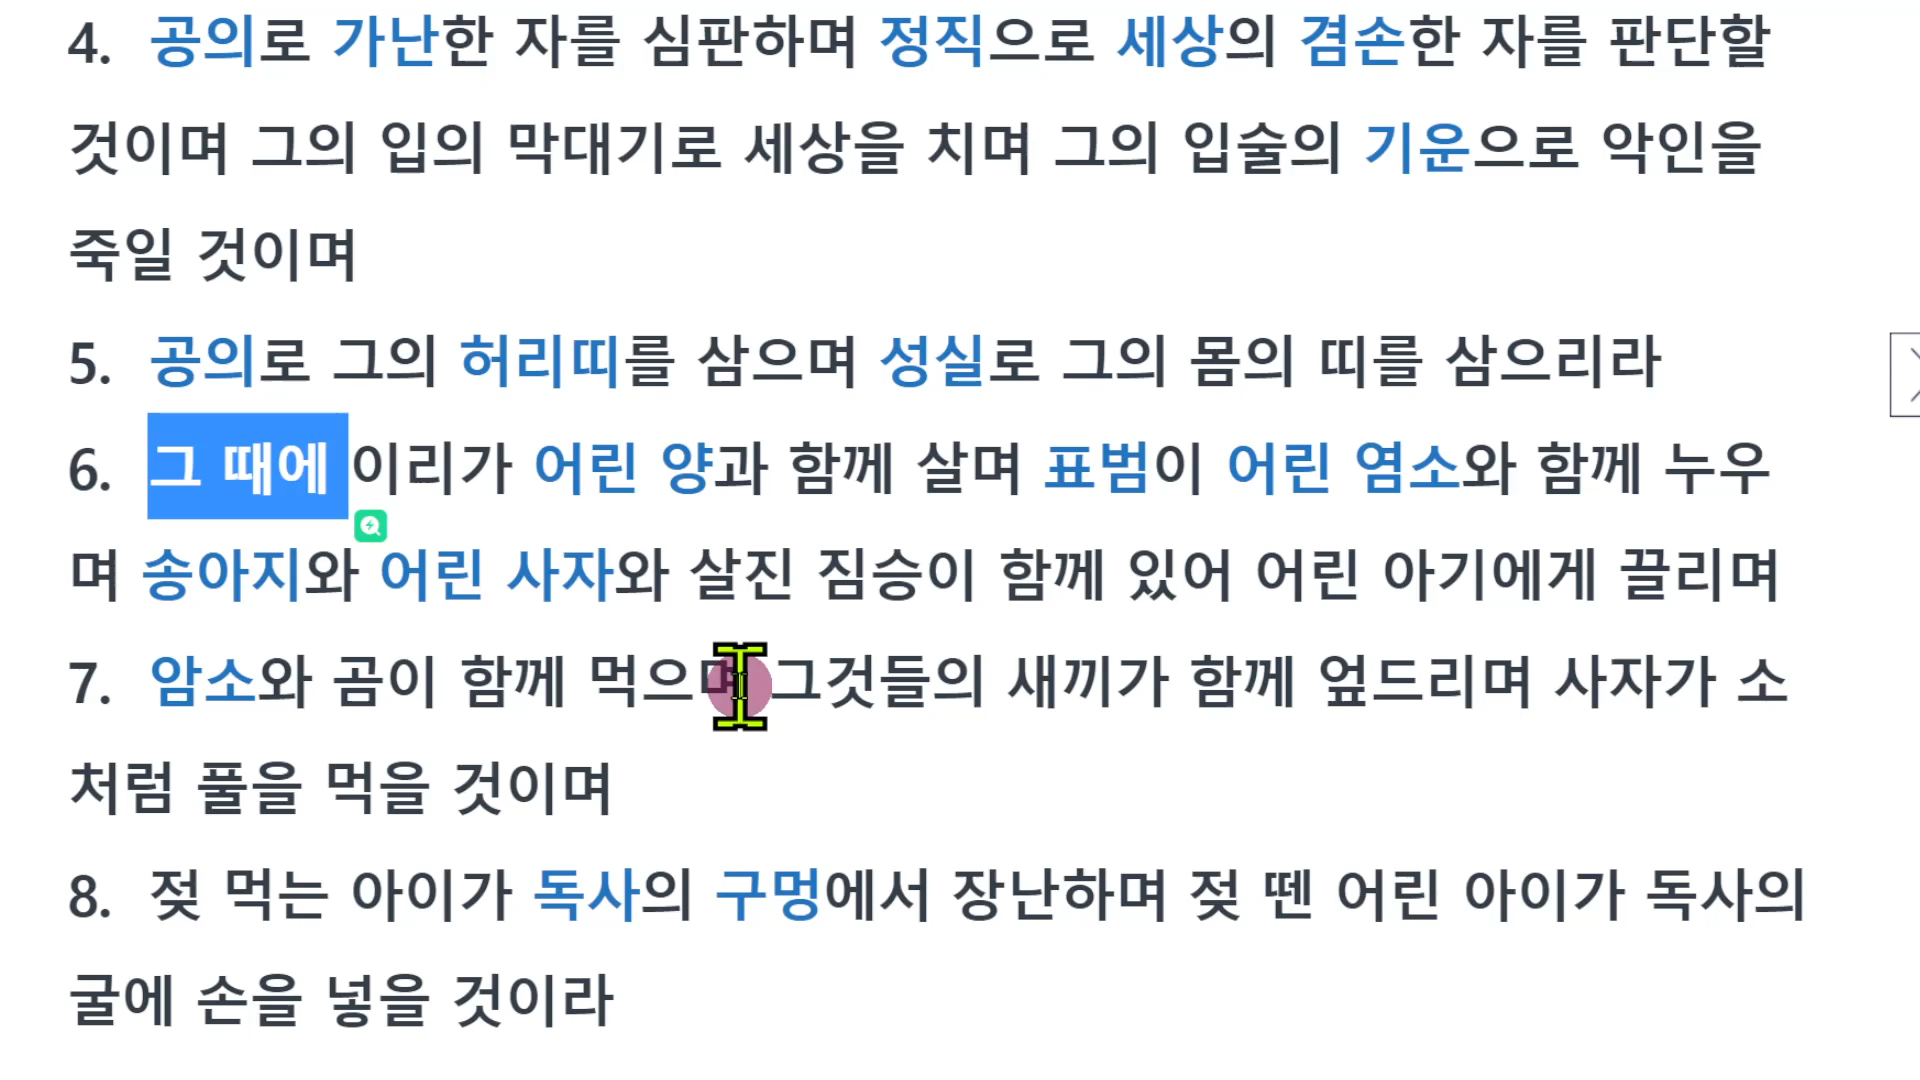 4. 공의로 가난한 자를 심판하며 정직으로 세상의 겸손한 자를 판단할
것이며 그의 입의 막대기로 세상을 치며 그의 입술의 기운으로 악인을
죽일 것이며
5. 공의로 그의 허리띠를 삼으며 성실로 그의 몸의 띠를 삼으리라
6. 그 때에 이리가 어린 양과 함께 살며 표범이 어린 염소와 함께 누우
며 송아지와 어린 사자와 살진 짐승이 함께 있어 어린 아기에게 끌리며
7. 암소와 곰이 함께 먹으며 그것들의 새끼가 함께 엎드리며 사자가 소
처럼 풀을 먹을 것이며
8. 젖 먹는 아이가 독사의 구멍에서 장난하며 젖 뗀 어린 아이가 독사의
굴에 손을 넣을 것이라